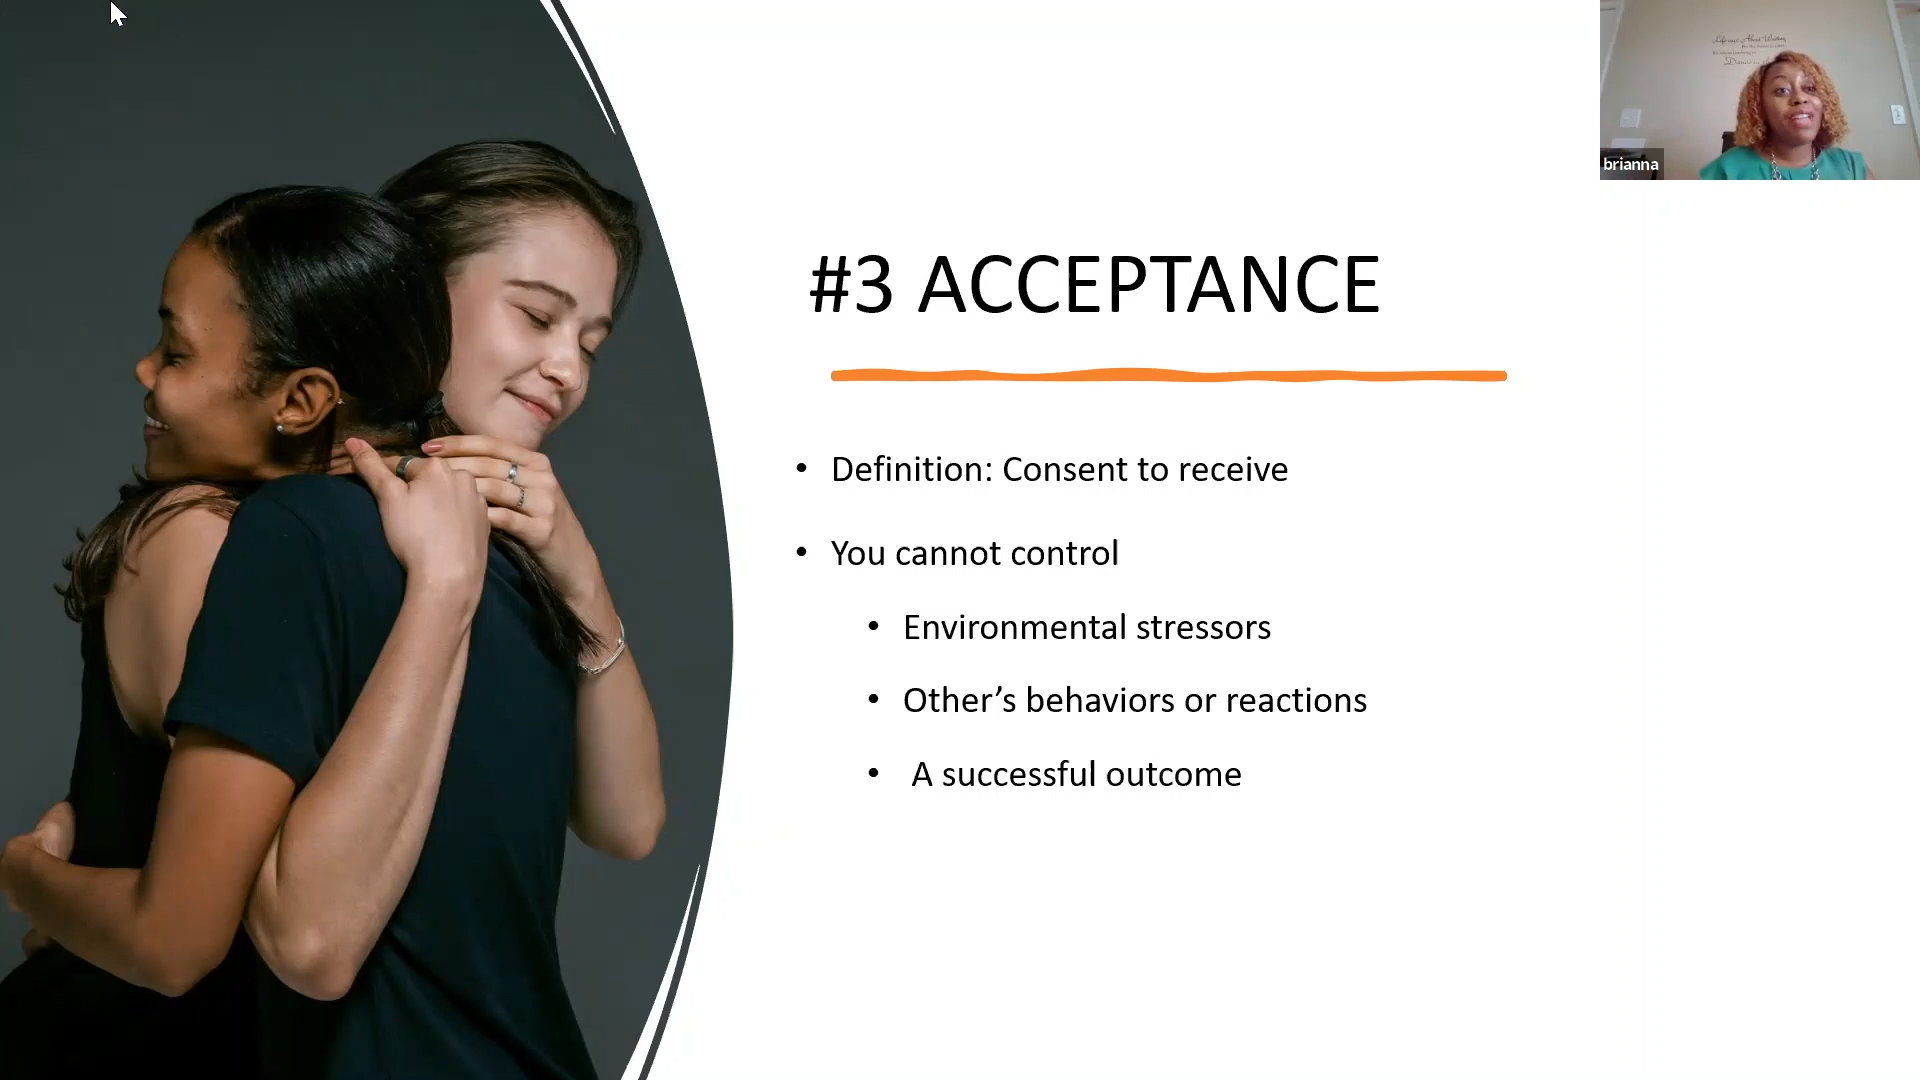 #3 ACCEPTANCE
• Definition: Consent to receive
• You cannot control
• Environmental stressors
• Other’s behaviors or reactions
• A successful outcome
brianna